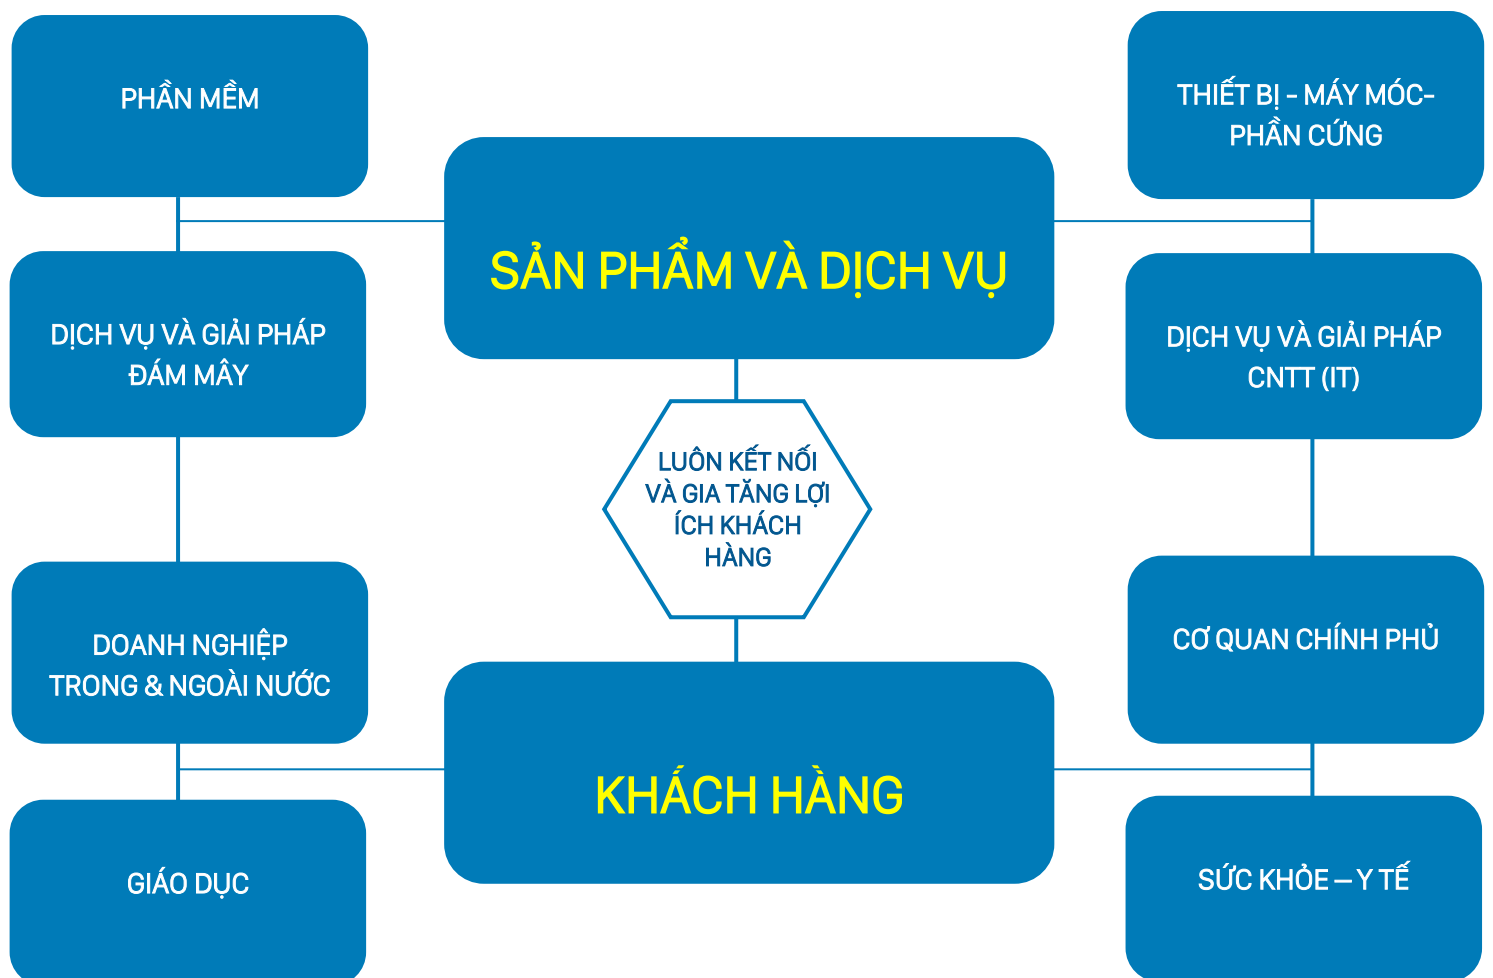 PHẦN MỀM
THIẾT BỊ - MÁY MÓC-
PHẦN CỨNG
SẢN PHẨM VÀ DỊCH VỤ
DỊCH VỤ VÀ GIẢI PHÁP
ĐÁM MÂY
DỊCH VỤ VÀ GIẢI PHÁP
CNTT (IT)
LUÔN KẾT NỐI
VÀ GIA TĂNG LỢI
ÍCH KHÁCH
HÀNG
DOANH NGHIỆP
TRONG & NGOÀI NƯỚC
CƠ QUAN CHÍNH PHỦ
KHÁCH HÀNG
GIÁO DỤC
SỨC KHỎE – Y TẾ